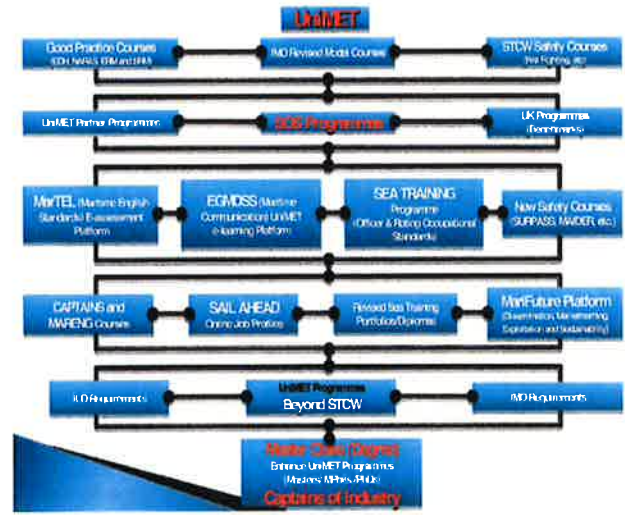 UniMET
Good Practice Courses
IMO Revised Model Courses
STCW Safety Courses
(Fire Fighting, etc)
UniMET Partner Programmes
SOS Programmes
UK Programmes
(Benchmarks)
MarTEL (Maritime English
Standards) E-assessment
Platform
EGMDSS (Maritime
Communication) UniMET
e-learning Platform
SEA TRAINING
Programme
(Officer & Rating Occupational
Standards)
New Safety Courses
(SURPASS, MAIDER, etc.)
CAPTAINS and
MARENG Courses
SAIL AHEAD
Online Job Profiles
Revised Sea Training
Portfolios/Diplomas
MariFuture Platform
(Dissemination, Mainstreaming,
Exploitation and Sustainability)
Requirements
UniMET Programmes
Beyond STCW
IMO Requirements
Master Class (Degree)
Enhance UniMET Programmes
(Masters/ MPhils /PhDs)
Captains of Industry